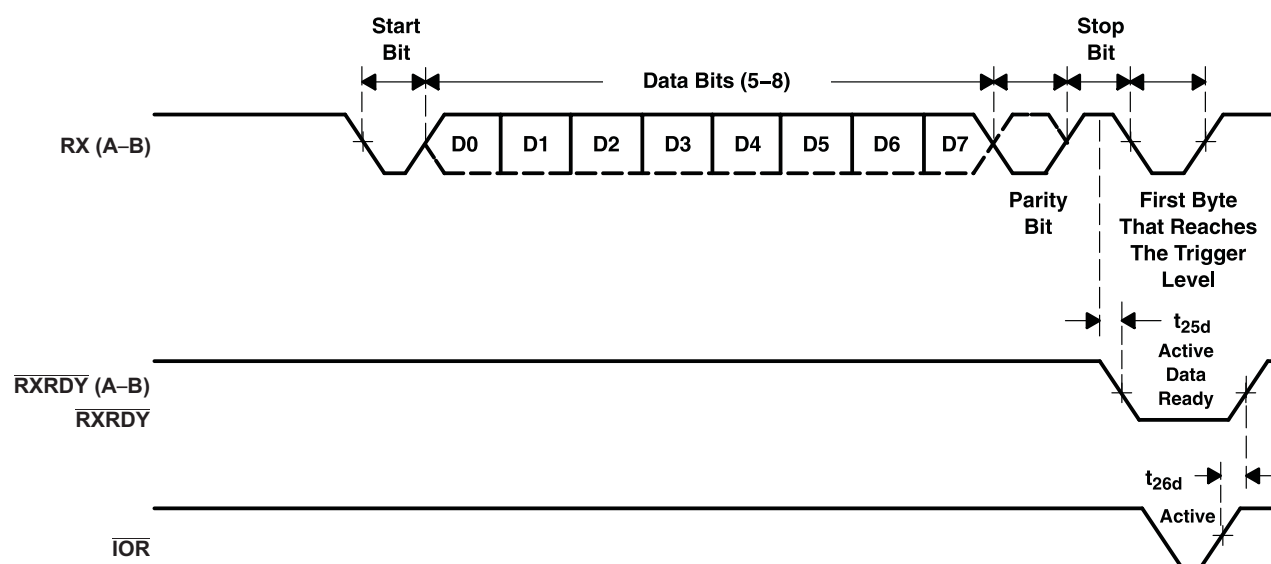 Start
Bit
Stop
Bit
Data Bits (5–8)
RX (A–B)
D0 D1 D2 D3 D4 D5 D6 D7
Parity
Bit
First Byte
That Reaches
The Trigger
Level
t25d
Active
Data
Ready
RXRDY (A–B)
RXRDY
t26d
Active
IOR